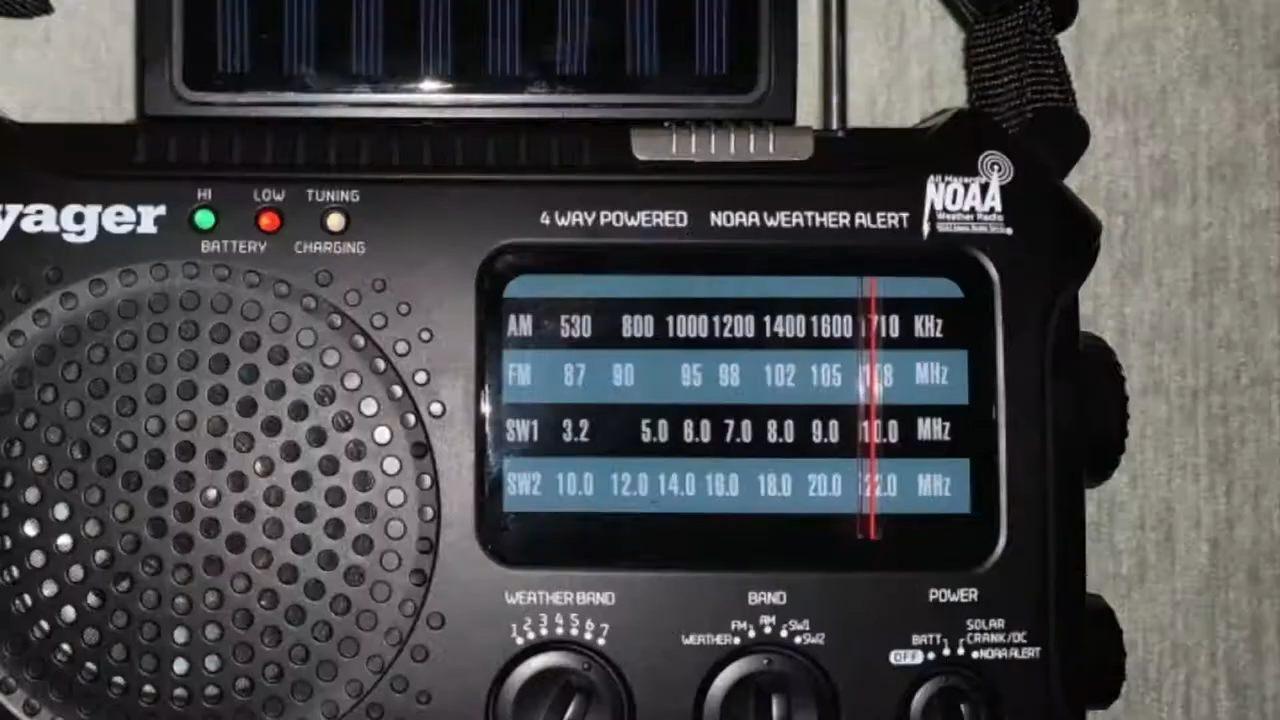 yager
HI LOW TUNING
BATTERY CHARGING
4 WAY POWERED NOAA WEATHER ALERT
All Hazards
NOAA
Weather Radio
AM 530 800 1000 1200 1400 1600 1710 KHz
FM 87 90 95 98 102 105 108 MHz
SW1 3.2 5.0 6.0 7.0 8.0 9.0 10.0 MHz
SW2 10.0 12.0 14.0 16.0 18.0 20.0 22.0 MHz
WEATHER BAND
1 2 3 4 5 6 7
BAND
WEATHER FM AM SW1 SW2
POWER
OFF BATT SOLAR
CRANK/DC
NOAA ALERT